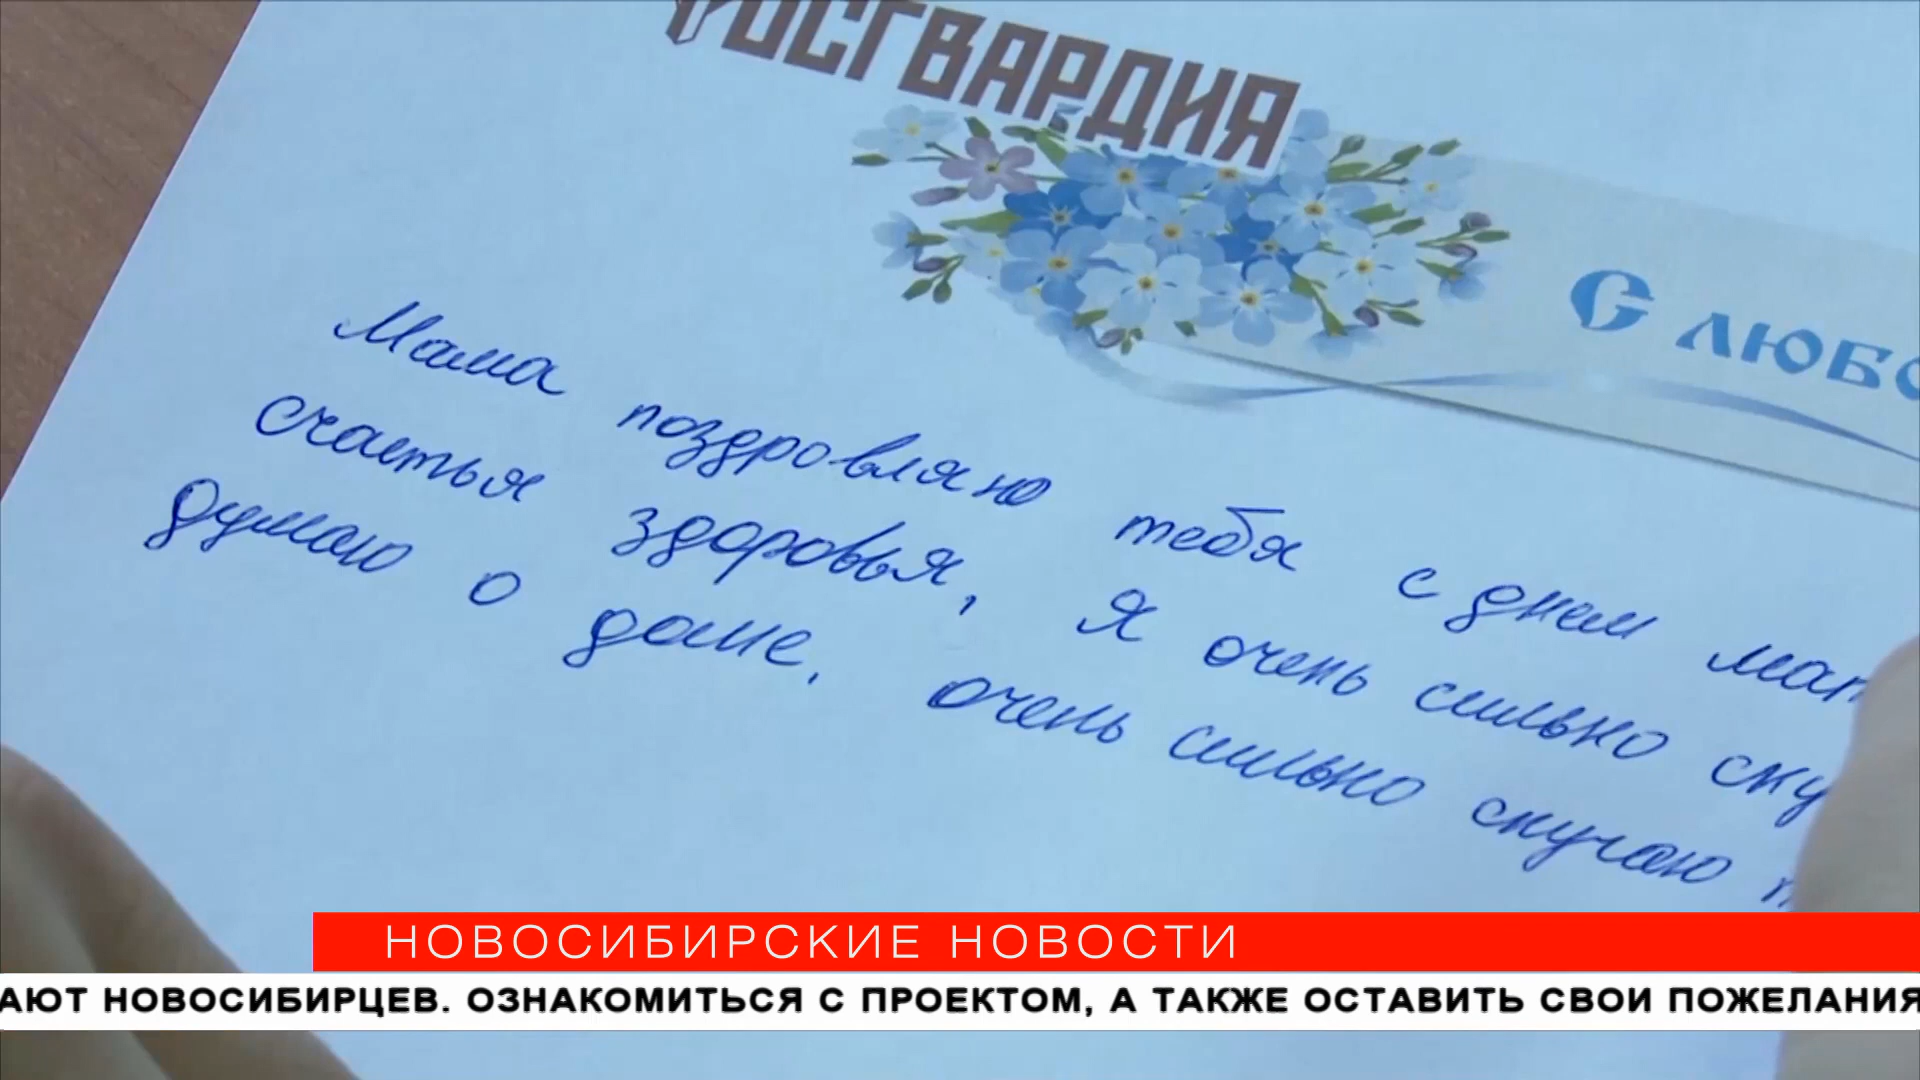 РОСГВАРДИЯ
С ЛЮБО
Мама поздровляю тебя с днем мат
счастья здоровья, я очень сильно ску
думаю о доме, очень сильно скучаю п
НОВОСИБИРСКИЕ НОВОСТИ
АЮТ НОВОСИБИРЦЕВ. ОЗНАКОМИТЬСЯ С ПРОЕКТОМ, А ТАКЖЕ ОСТАВИТЬ СВОИ ПОЖЕЛАНИЯ